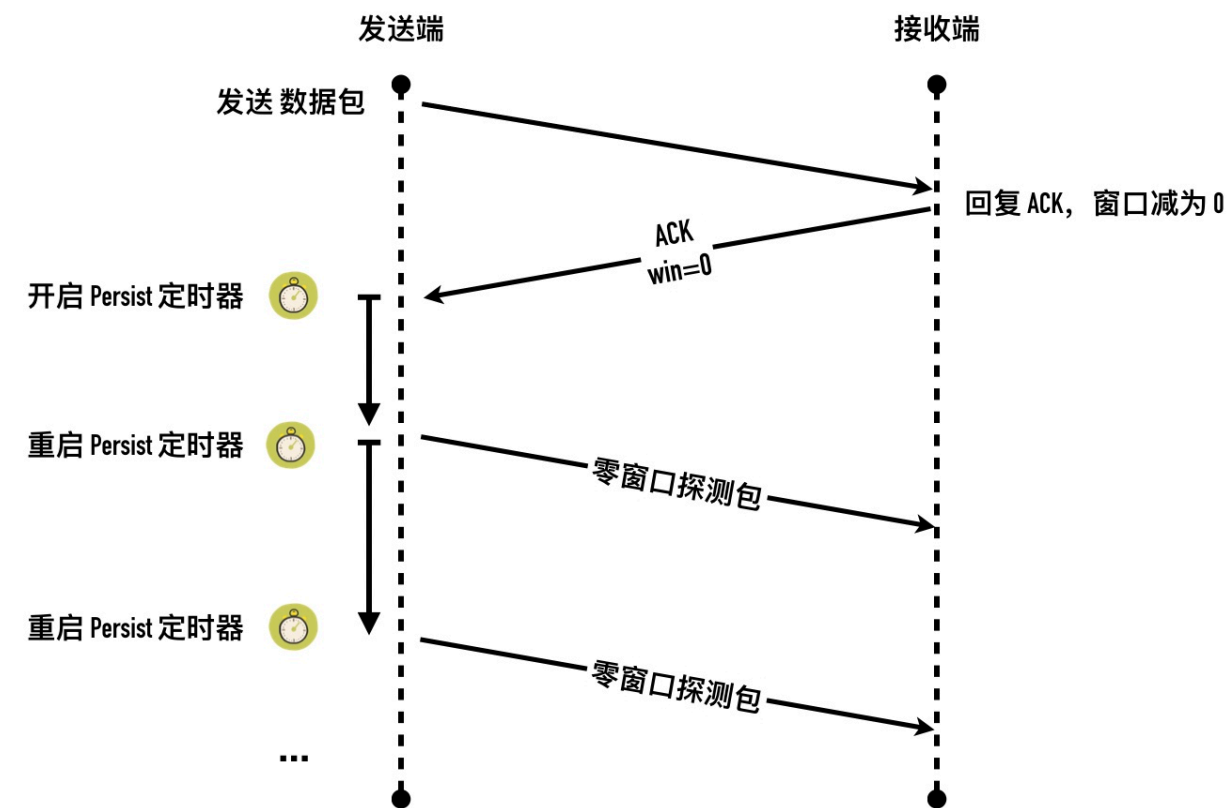 发送端
接收端
发送 数据包
回复 ACK，窗口减为 0
ACK
win=0
开启 Persist 定时器
重启 Persist 定时器
零窗口探测包
重启 Persist 定时器
零窗口探测包
...